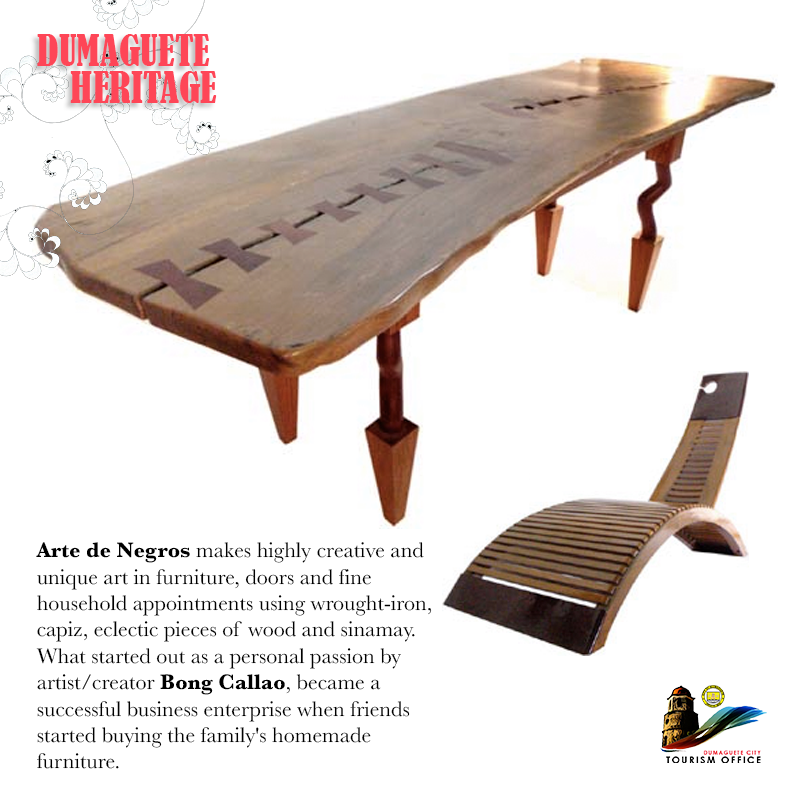 DUMAGUETE
HERITAGE
Arte de Negros makes highly creative and
unique art in furniture, doors and fine
household appointments using wrought-iron,
capiz, eclectic pieces of wood and sinamay.
What started out as a personal passion by
artist/creator Bong Callao, became a
successful business enterprise when friends
started buying the family's homemade
furniture.
DUMAGUETE CITY
TOURISM OFFICE